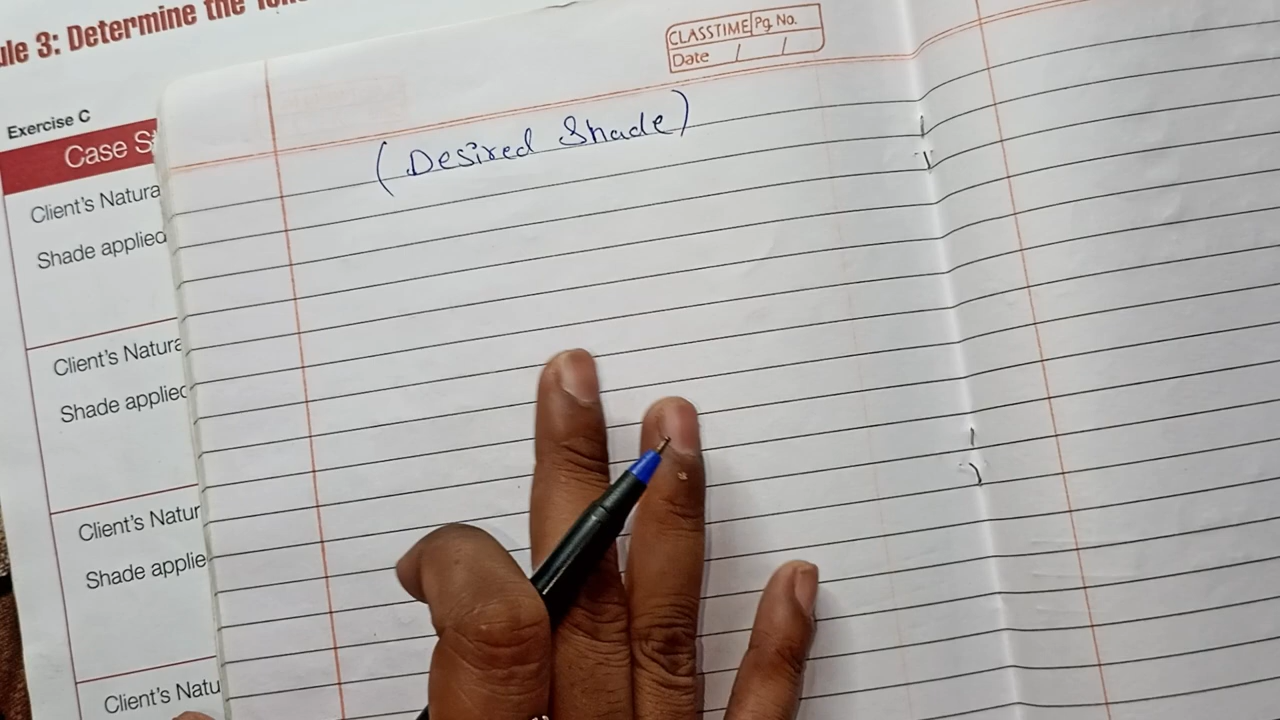 ule 3: Determine the
Exercise C
Case S
Client's Natura
Shade applied
Client's Natura
Shade applied
Client's Natur
Shade applie
Client's Natu
CLASSTIME Pg. No.
Date / /
(Desired Shade)